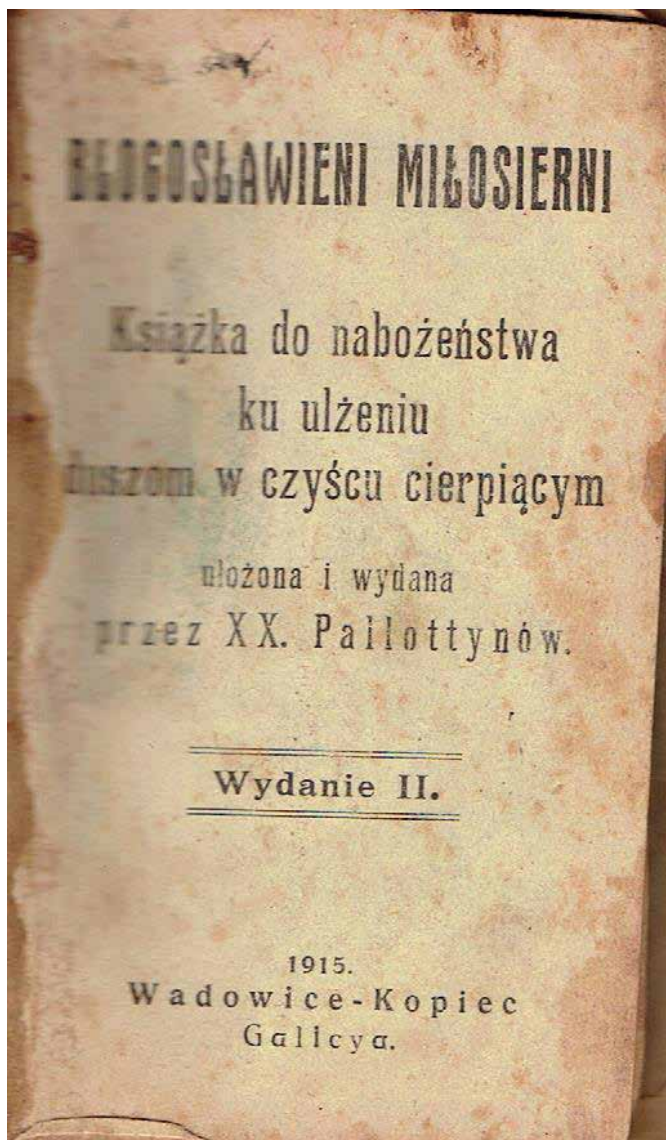 BŁOGOSŁAWIENI MIŁOSIERNI
Książka do nabożeństwa
ku ulżeniu
duszom w czyścu cierpiącym
ułożona i wydana
przez XX. Pallottynów.
Wydanie II.
1915.
Wadowice-Kopiec
Galicya.